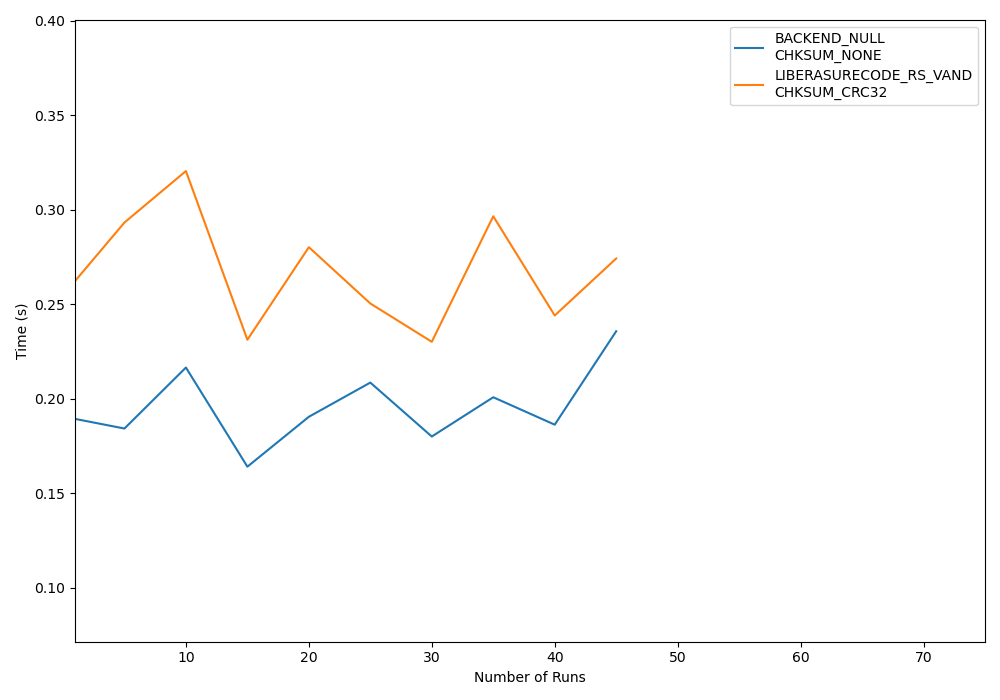 0.40
0.35
0.30
0.25
0.20
0.15
0.10
Time (s)
10 20 30 40 50 60 70
Number of Runs
BACKEND_NULL
CHKSUM_NONE
LIBERASURECODE_RS_VAND
CHKSUM_CRC32